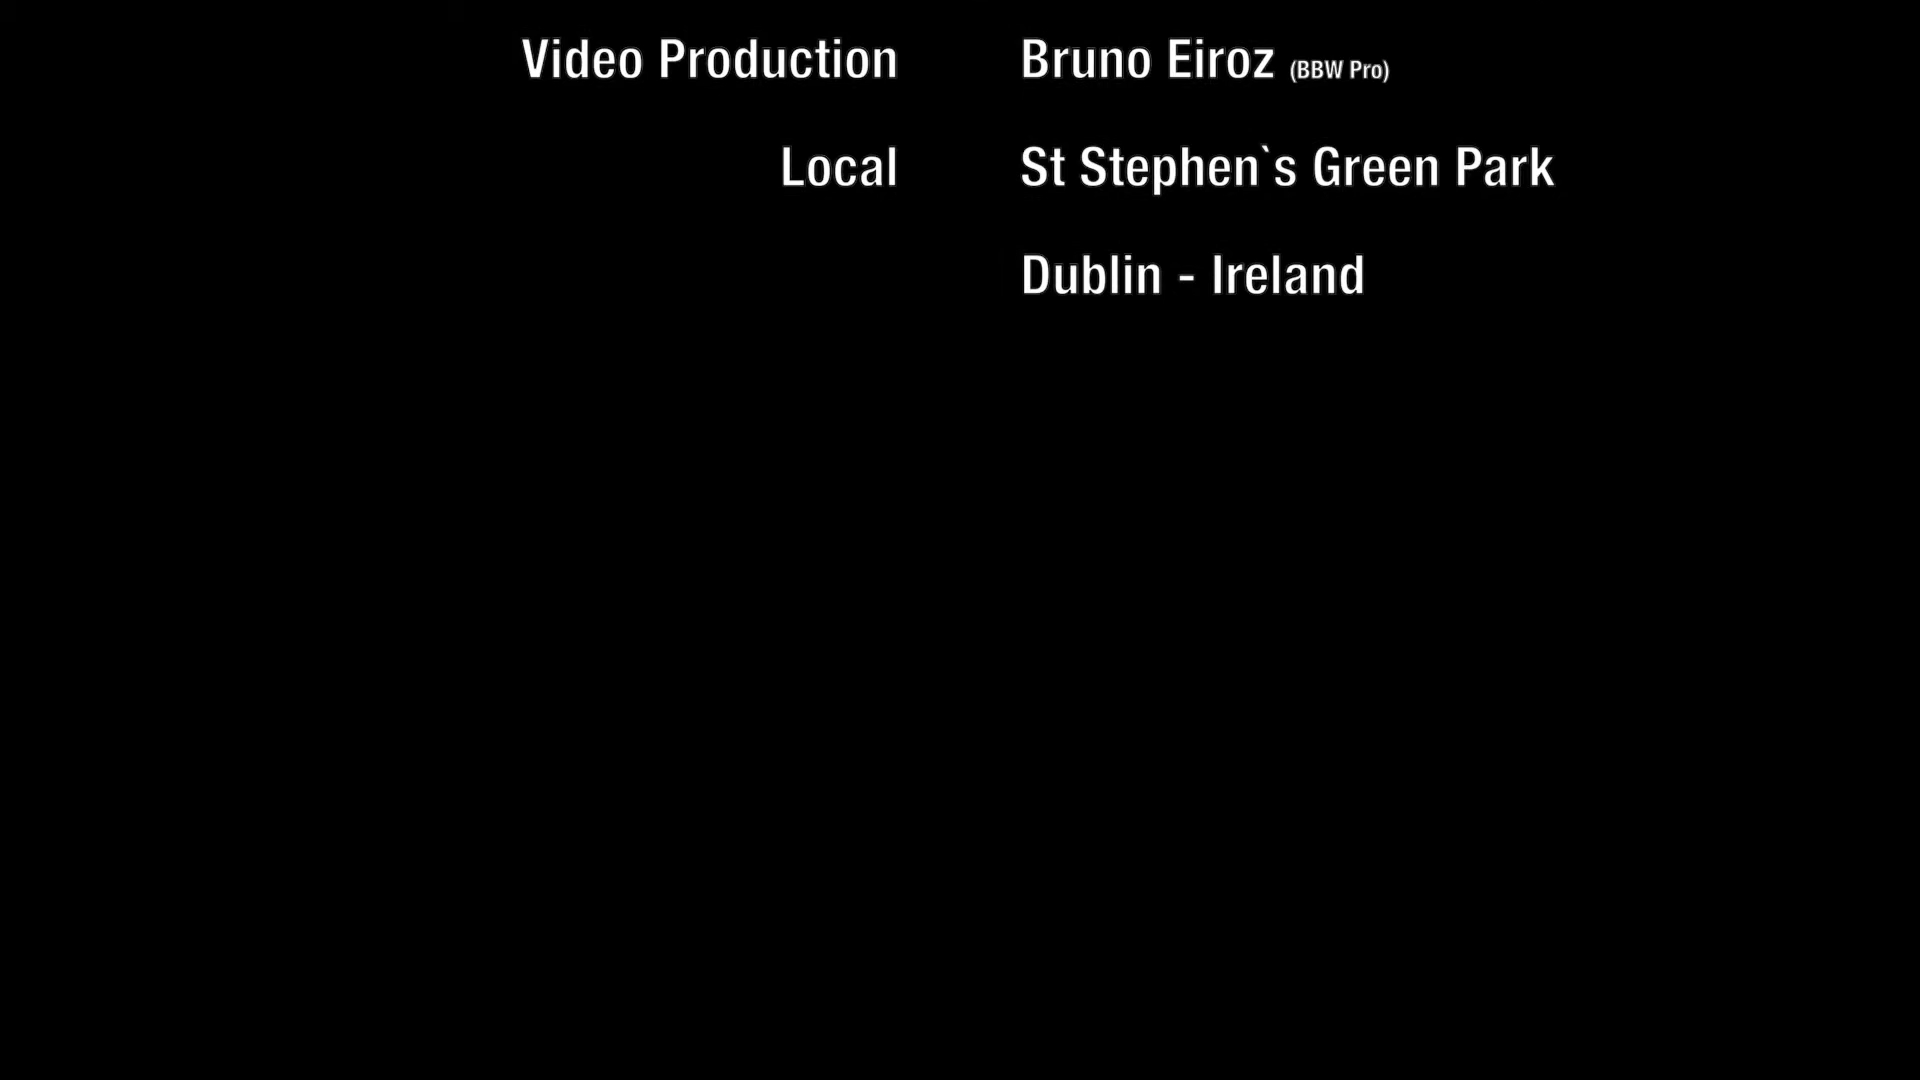 Video Production Bruno Eiroz (BBW Pro)
Local St Stephen`s Green Park
Dublin - Ireland